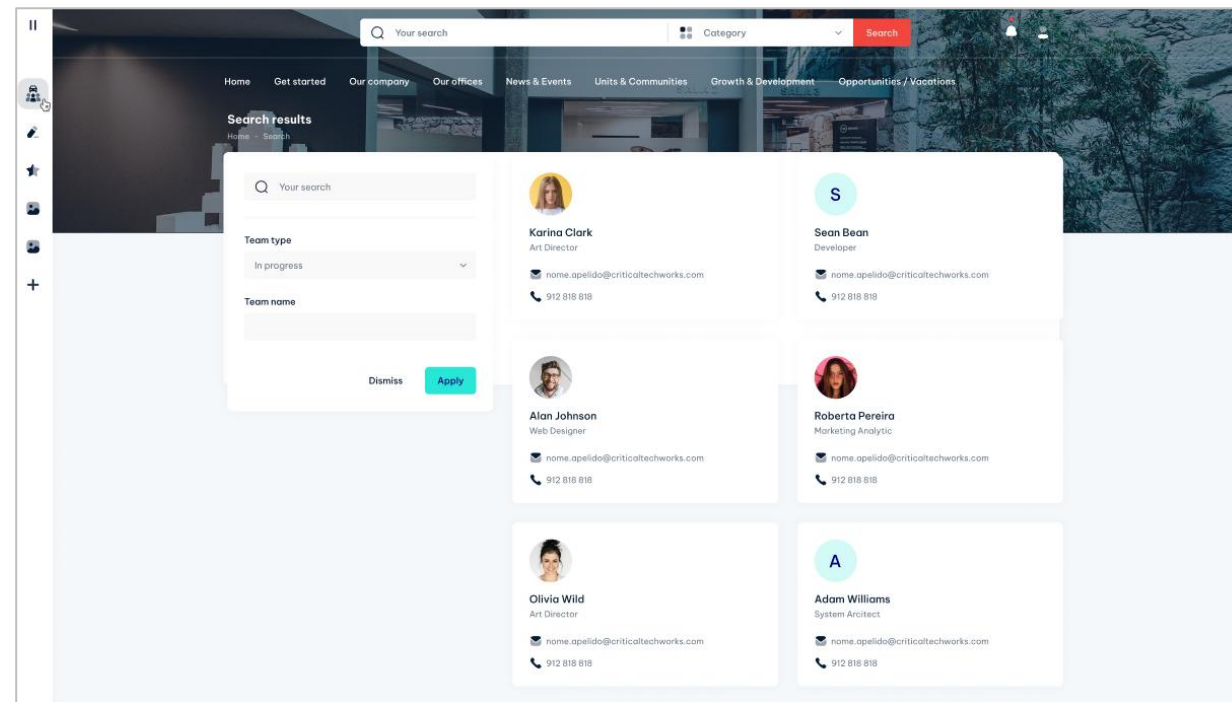 Your search
Category
Search
Home Get started Our company Our offices News & Events Units & Communities Growth & Development Opportunities / Vacations
Search results
Home - Search
Your search
Team type
In progress
Team name
Dismiss
Apply
Karina Clark
Art Director
nome.apelido@criticaltechworks.com
912 818 818
S
Sean Bean
Developer
nome.apelido@criticaltechworks.com
912 818 818
Alan Johnson
Web Designer
nome.apelido@criticaltechworks.com
912 818 818
Roberta Pereira
Marketing Analytic
nome.apelido@criticaltechworks.com
912 818 818
Olivia Wild
Art Director
nome.apelido@criticaltechworks.com
912 818 818
A
Adam Williams
System Arcitect
nome.apelido@criticaltechworks.com
912 818 818